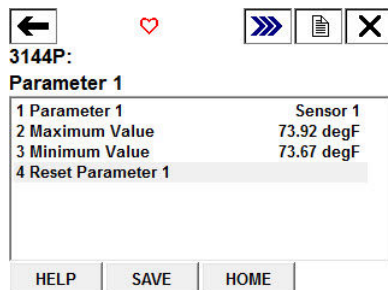 3144P:
Parameter 1
1 Parameter 1 Sensor 1
2 Maximum Value 73.92 degF
3 Minimum Value 73.67 degF
4 Reset Parameter 1
HELP SAVE HOME